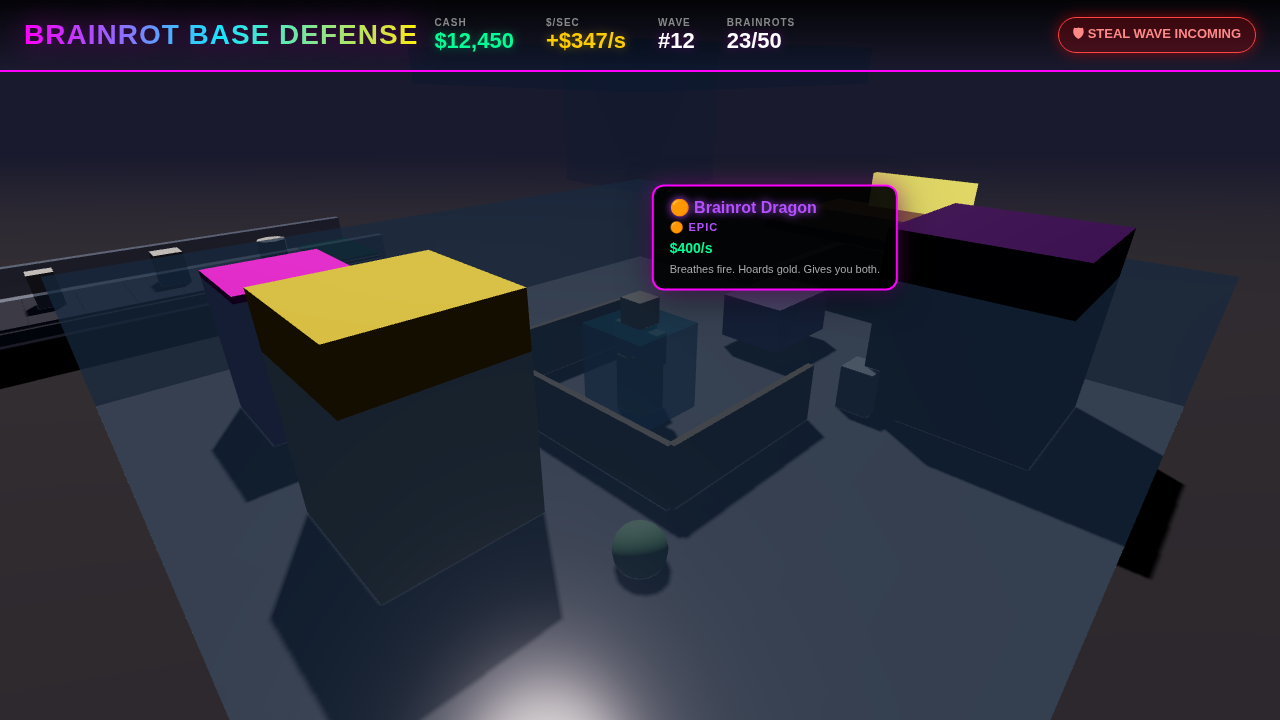 BRAINROT BASE DEFENSE
CASH
$12,450
$/SEC
+$347/s
WAVE
#12
BRAINROTS
23/50
STEAL WAVE INCOMING
Brainrot Dragon
EPIC
$400/s
Breathes fire. Hoards gold. Gives you both.